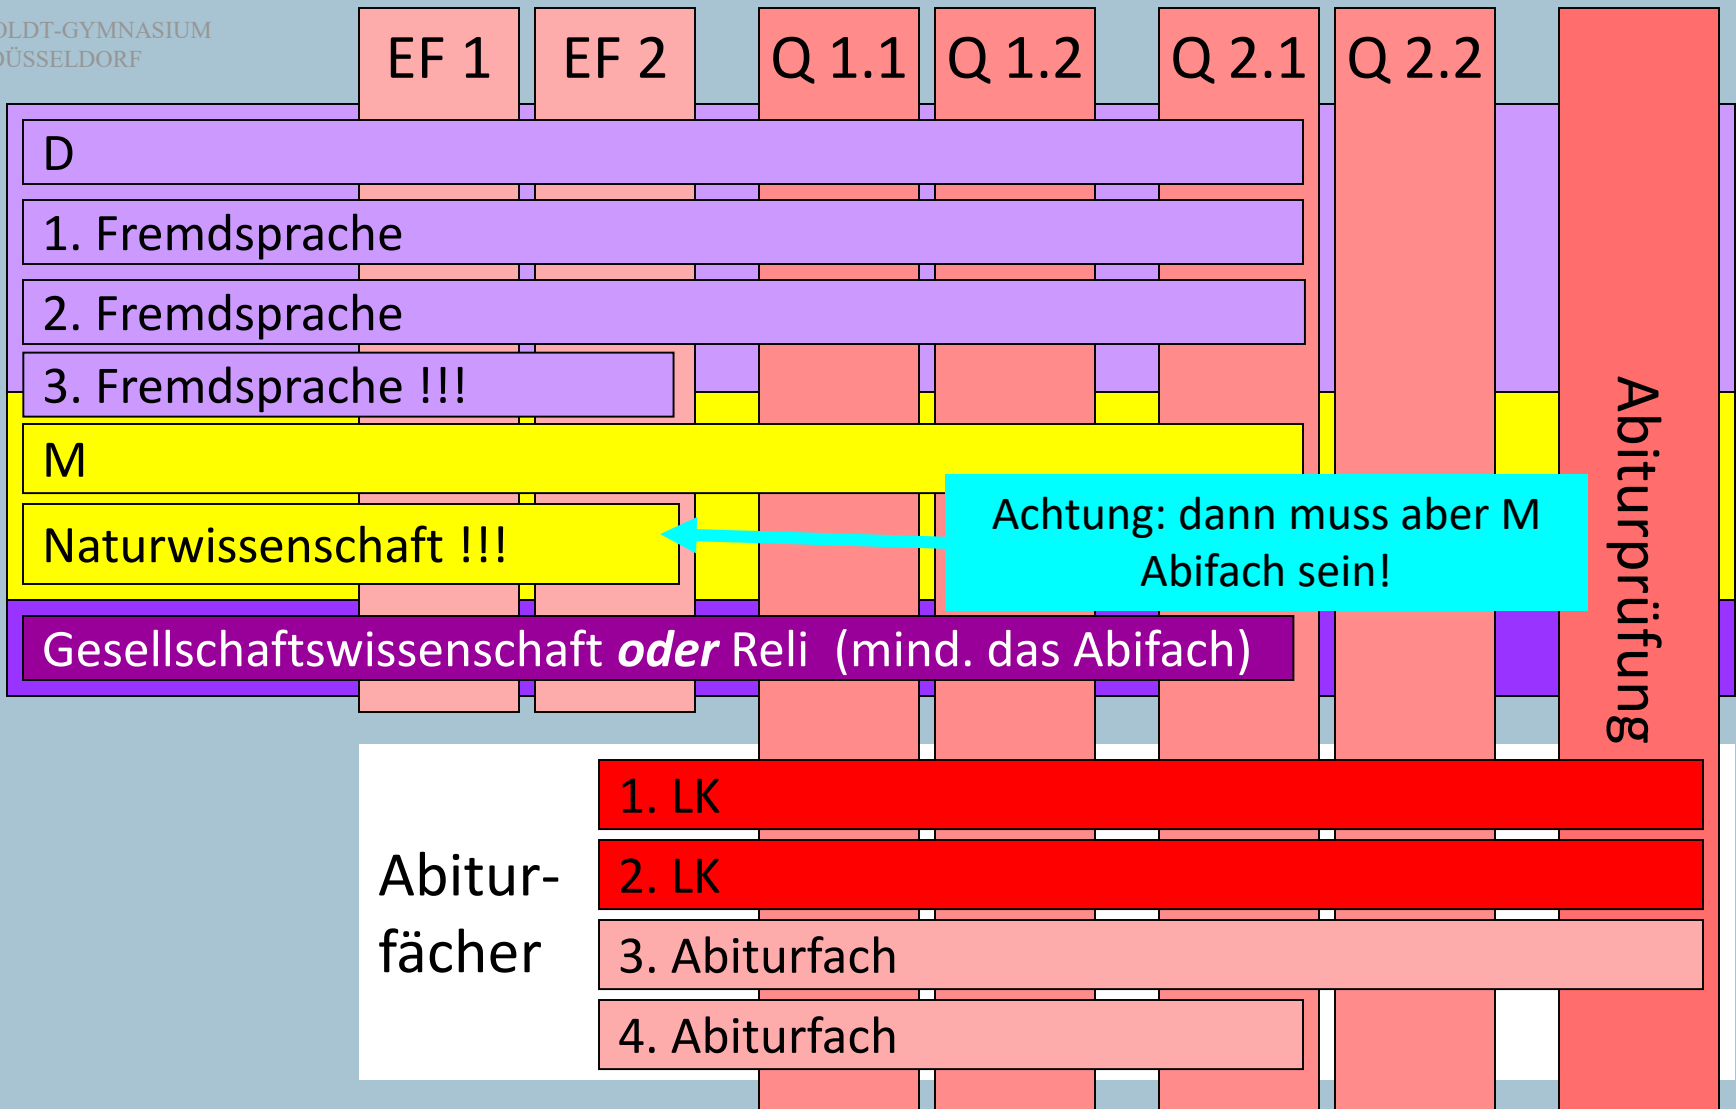 OLDT-GYMNASIUM
DÜSSELDORF
EF 1 EF 2 Q 1.1 Q 1.2 Q 2.1 Q 2.2
D
1. Fremdsprache
2. Fremdsprache
3. Fremdsprache !!!
M
Achtung: dann muss aber M
Abifach sein!
Naturwissenschaft !!!
Gesellschaftswissenschaft oder Reli (mind. das Abifach)
Abiturprüfung
Abitur-
fächer
1. LK
2. LK
3. Abiturfach
4. Abiturfach